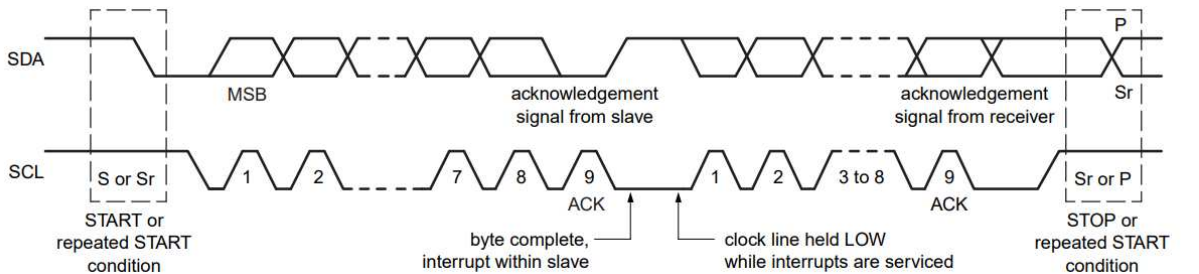 P
SDA
MSB
acknowledgement
signal from slave
acknowledgement
signal from receiver
Sr
SCL
S or Sr
1
2
7
8
9
1
2
3 to 8
9
Sr or P
ACK
ACK
START or
repeated START
condition
byte complete,
interrupt within slave
clock line held LOW
while interrupts are serviced
STOP or
repeated START
condition